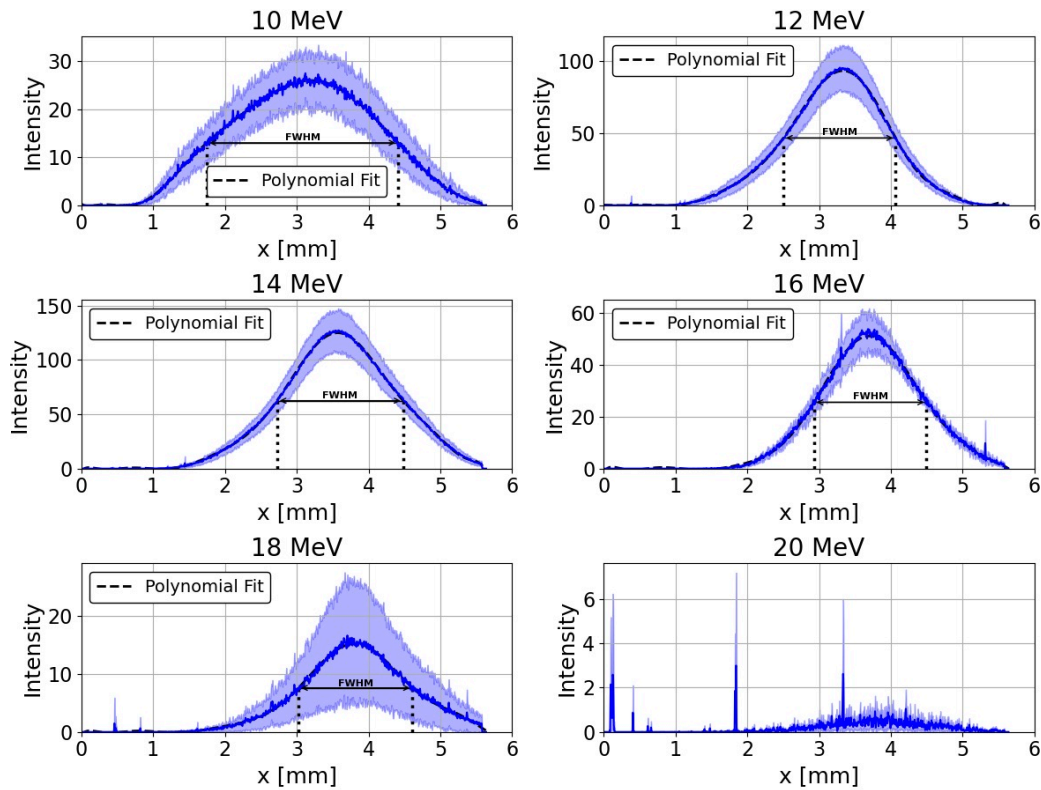 10 MeV
30
20
10
0
Intensity
FWHM
Polynomial Fit
0 1 2 3 4 5 6
x [mm]
12 MeV
100
50
0
Intensity
Polynomial Fit
FWHM
0 1 2 3 4 5 6
x [mm]
14 MeV
150
100
50
0
Intensity
Polynomial Fit
FWHM
0 1 2 3 4 5 6
x [mm]
16 MeV
60
40
20
0
Intensity
Polynomial Fit
FWHM
0 1 2 3 4 5 6
x [mm]
18 MeV
20
10
0
Intensity
Polynomial Fit
FWHM
0 1 2 3 4 5 6
x [mm]
20 MeV
6
4
2
0
Intensity
0 1 2 3 4 5 6
x [mm]